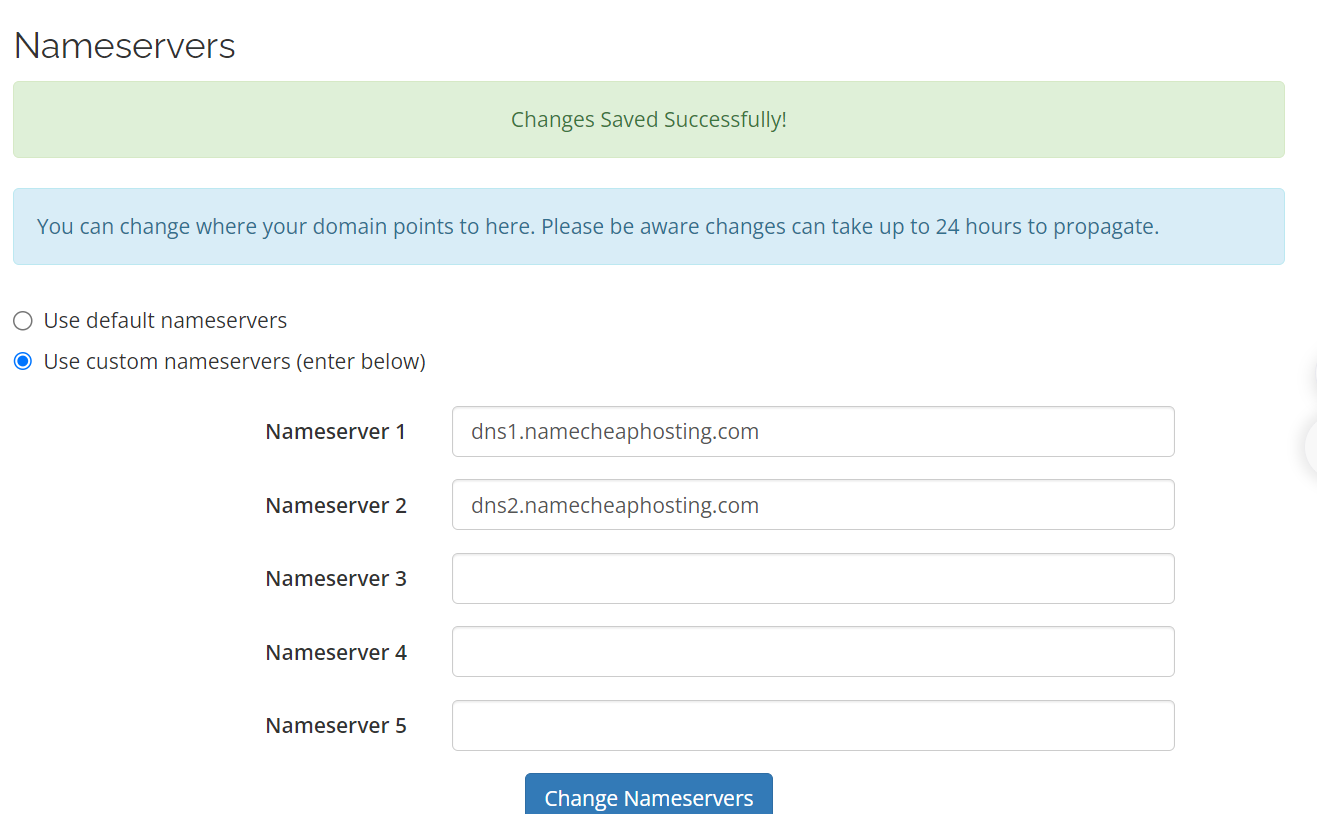 Nameservers
Changes Saved Successfully!
You can change where your domain points to here. Please be aware changes can take up to 24 hours to propagate.
Use default nameservers
Use custom nameservers (enter below)
Nameserver 1 dns1.namecheaphosting.com
Nameserver 2 dns2.namecheaphosting.com
Nameserver 3
Nameserver 4
Nameserver 5
Change Nameservers